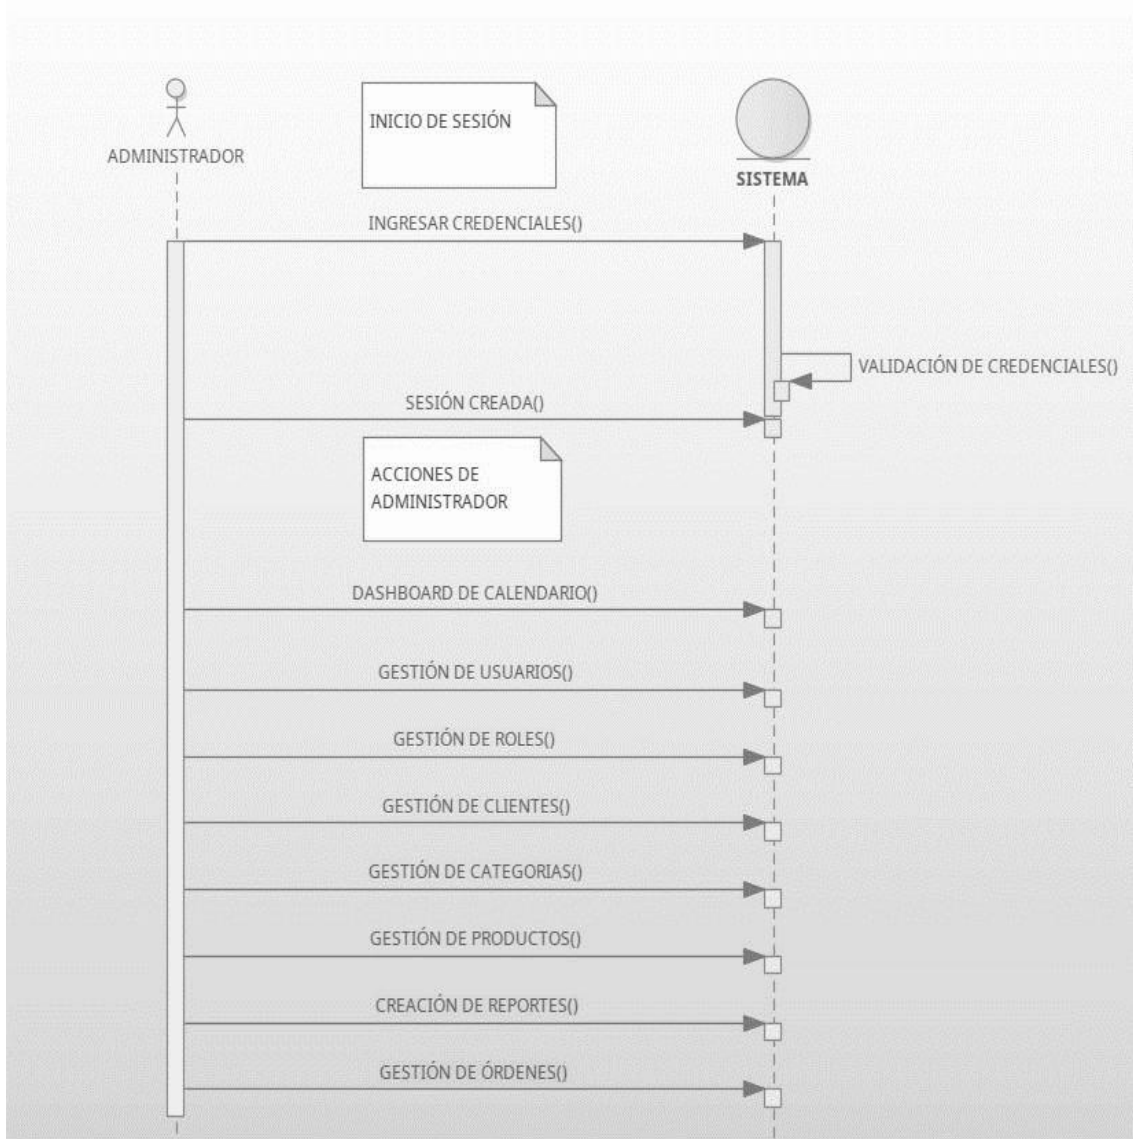 INICIO DE SESIÓN
ADMINISTRADOR
SISTEMA
INGRESAR CREDENCIALES()
VALIDACIÓN DE CREDENCIALES()
SESIÓN CREADA()
ACCIONES DE
ADMINISTRADOR
DASHBOARD DE CALENDARIO()
GESTIÓN DE USUARIOS()
GESTIÓN DE ROLES()
GESTIÓN DE CLIENTES()
GESTIÓN DE CATEGORIAS()
GESTIÓN DE PRODUCTOS()
CREACIÓN DE REPORTES()
GESTIÓN DE ÓRDENES()